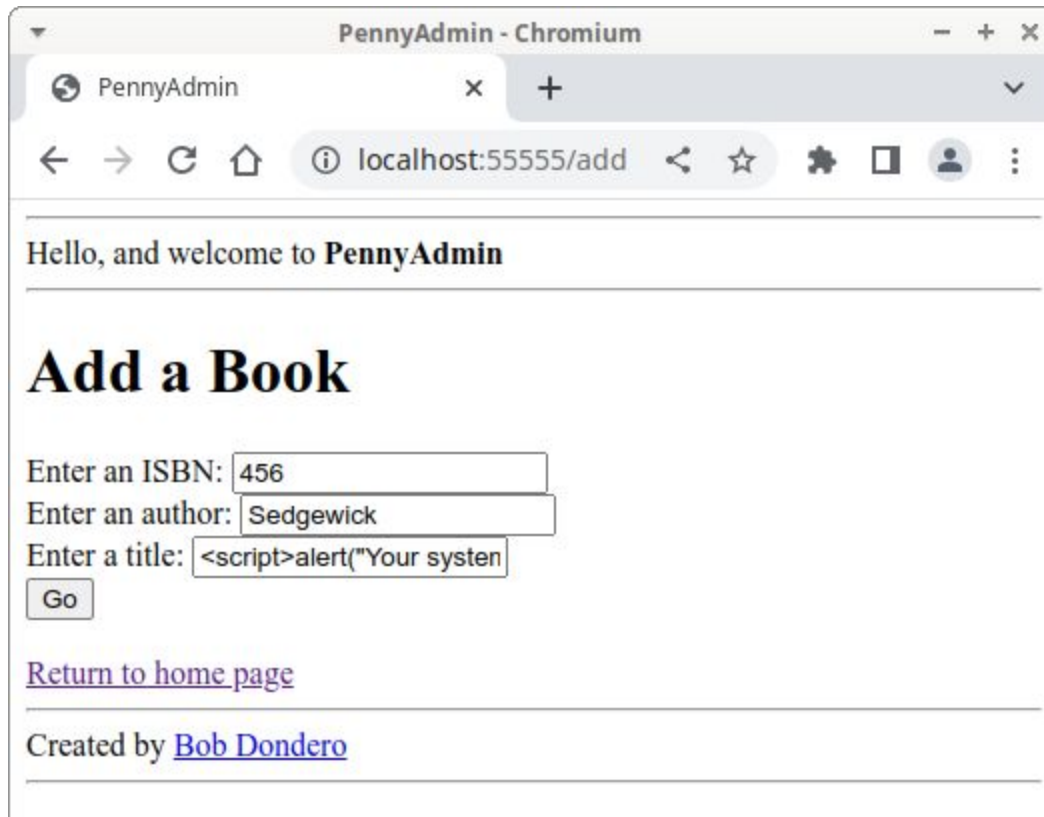 PennyAdmin - Chromium
PennyAdmin
localhost:55555/add
Hello, and welcome to PennyAdmin
Add a Book
Enter an ISBN: 456
Enter an author: Sedgewick
Enter a title: <script>alert("Your system
Go
Return to home page
Created by Bob Dondero